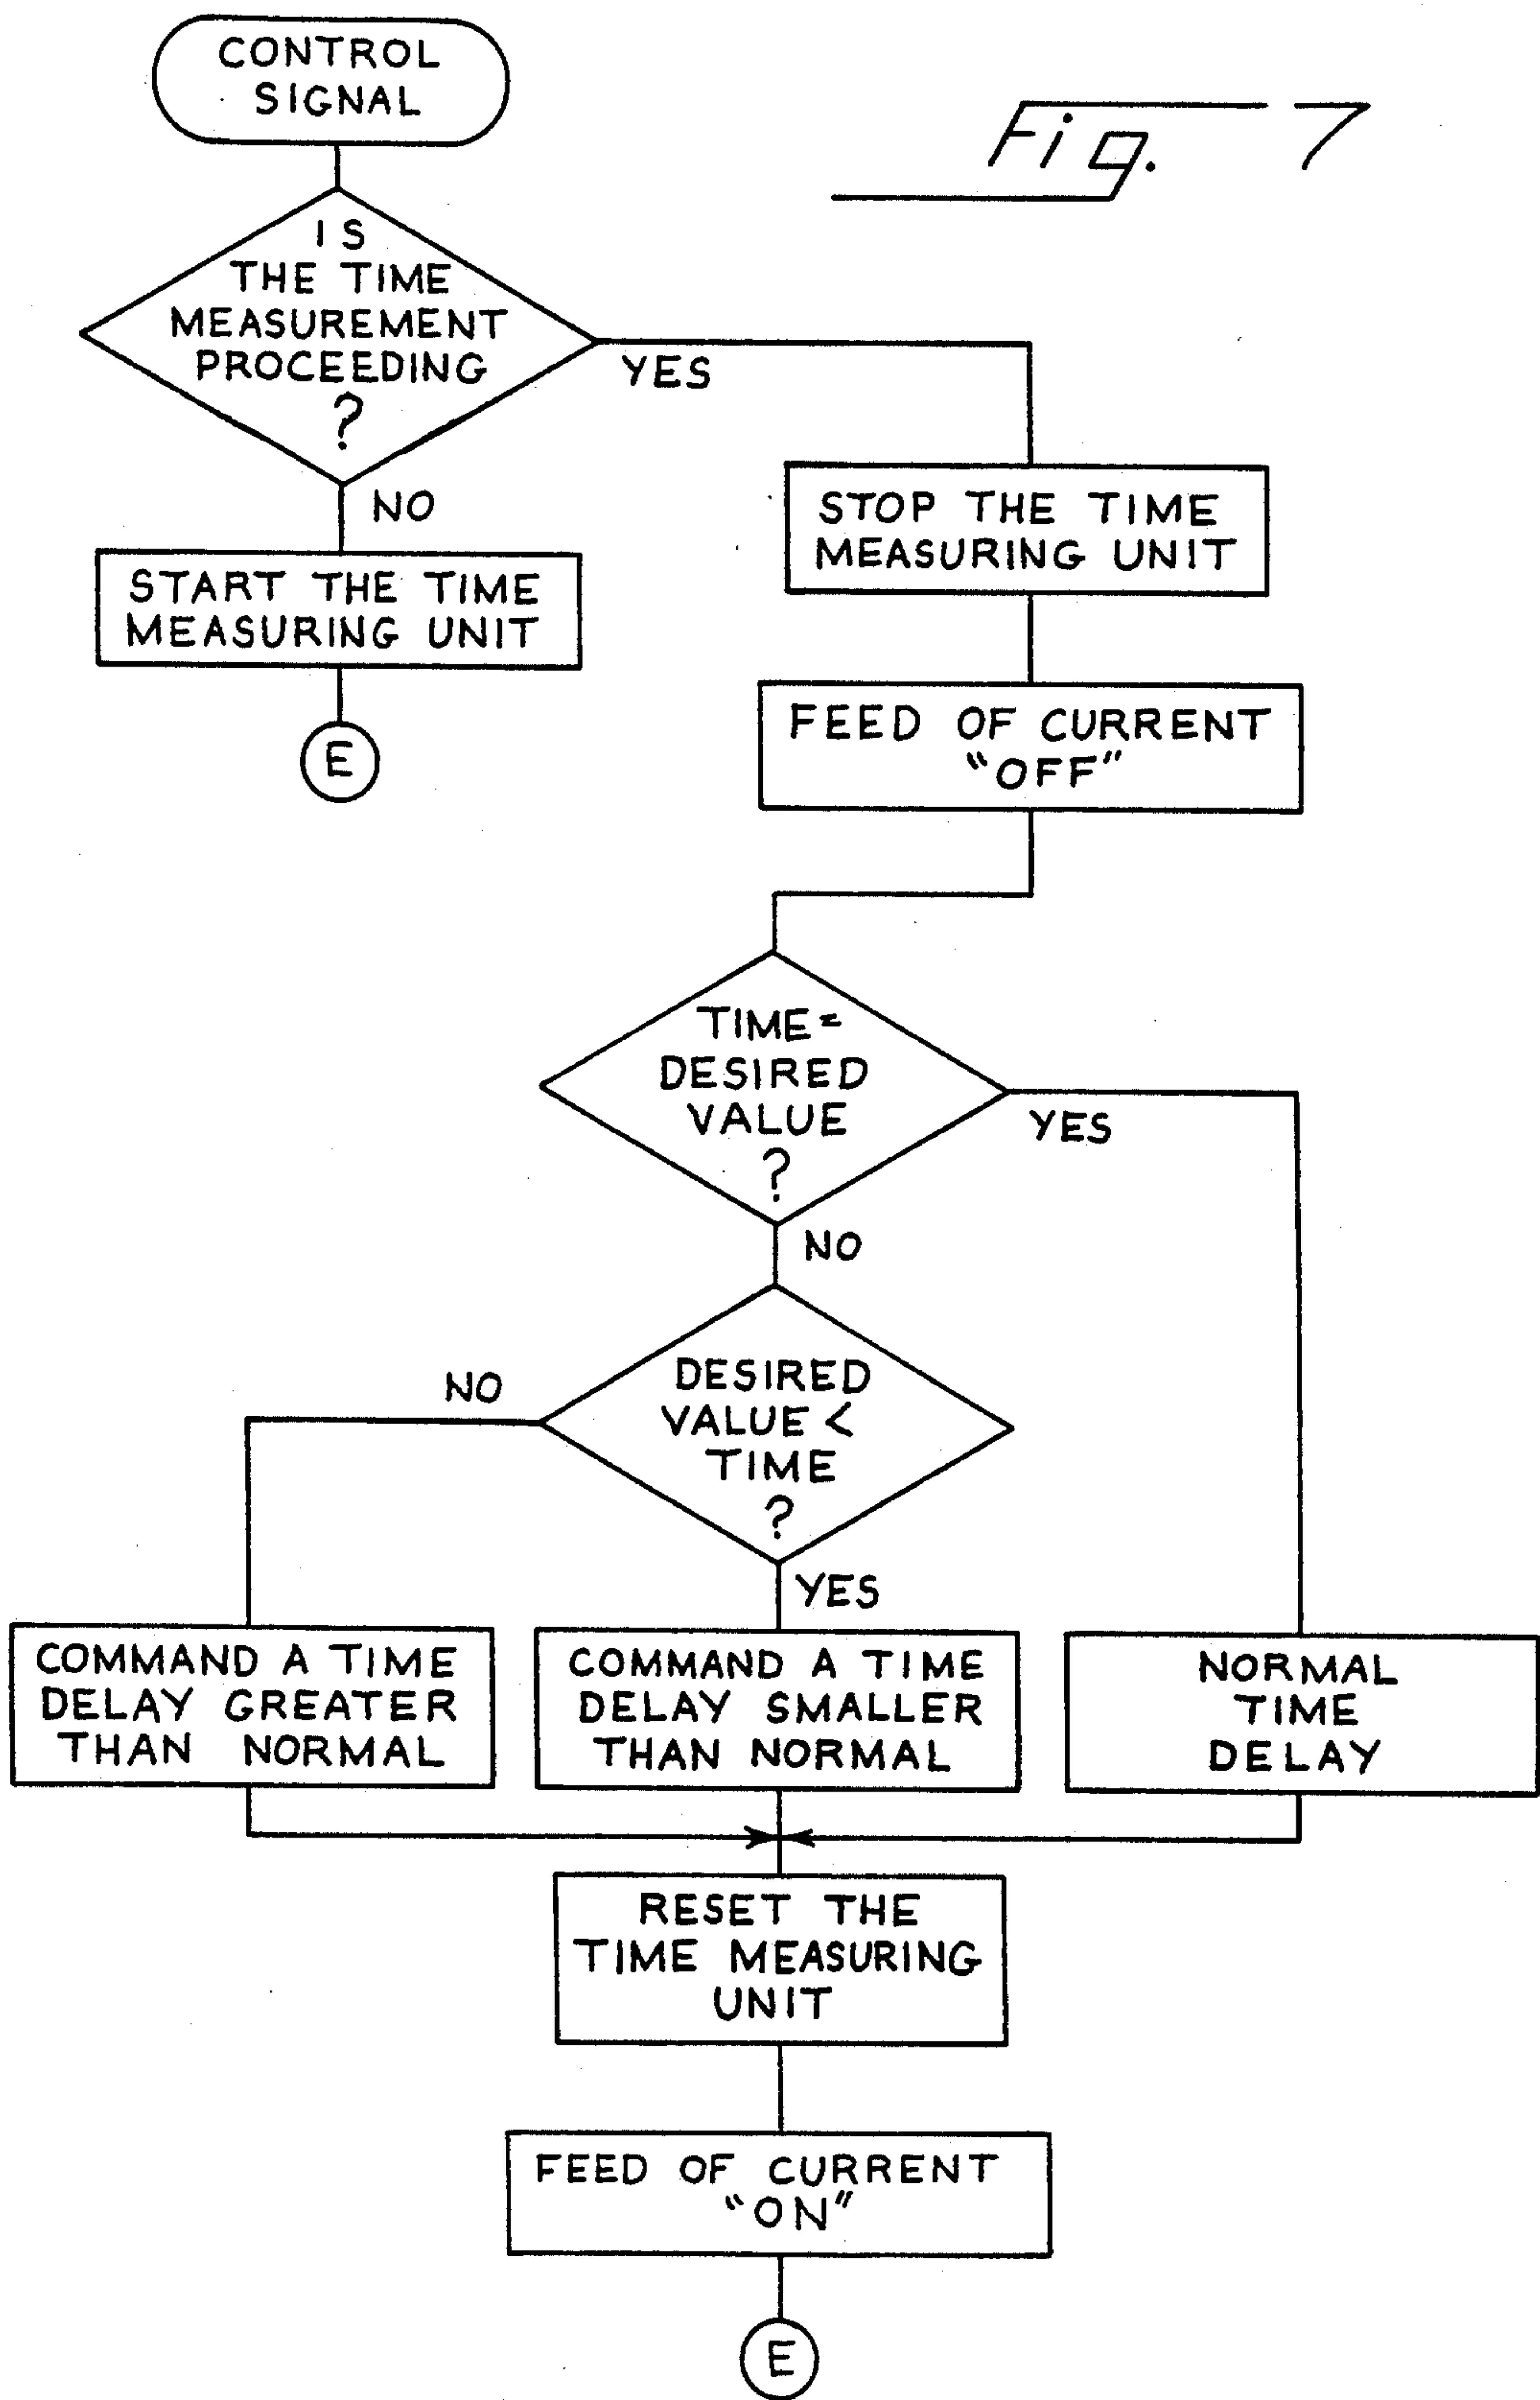 CONTROL
SIGNAL
Fig. 7
IS
THE TIME
MEASUREMENT
PROCEEDING
?
YES
NO
STOP THE TIME
MEASURING UNIT
START THE TIME
MEASURING UNIT
E
FEED OF CURRENT
"OFF"
TIME=
DESIRED
VALUE
?
YES
NO
DESIRED
VALUE <
TIME
?
NO
YES
COMMAND A TIME
DELAY GREATER
THAN NORMAL
COMMAND A TIME
DELAY SMALLER
THAN NORMAL
NORMAL
TIME
DELAY
RESET THE
TIME MEASURING
UNIT
FEED OF CURRENT
"ON"
E